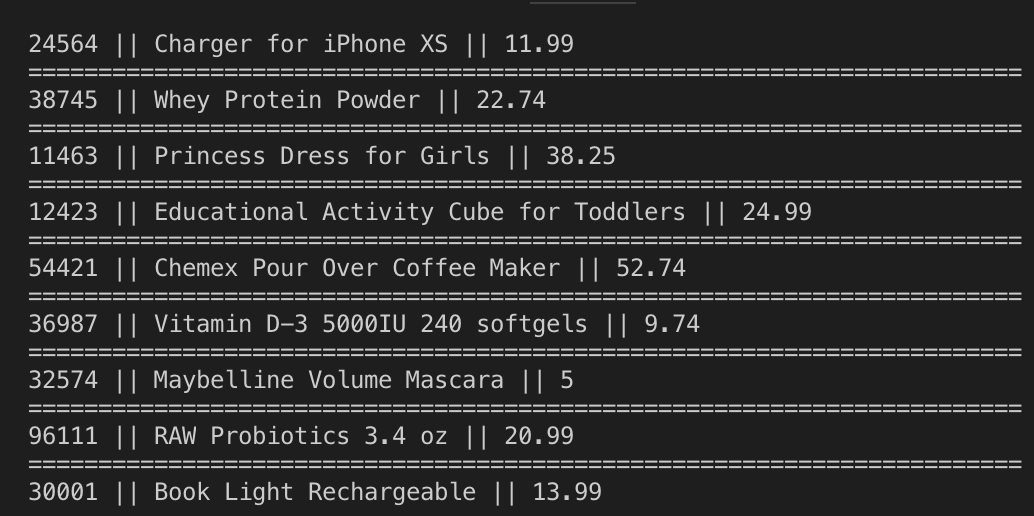 24564 || Charger for iPhone XS || 11.99
=======================================================================
38745 || Whey Protein Powder || 22.74
=======================================================================
11463 || Princess Dress for Girls || 38.25
=======================================================================
12423 || Educational Activity Cube for Toddlers || 24.99
=======================================================================
54421 || Chemex Pour Over Coffee Maker || 52.74
=======================================================================
36987 || Vitamin D-3 5000IU 240 softgels || 9.74
=======================================================================
32574 || Maybelline Volume Mascara || 5
=======================================================================
96111 || RAW Probiotics 3.4 oz || 20.99
=======================================================================
30001 || Book Light Rechargeable || 13.99